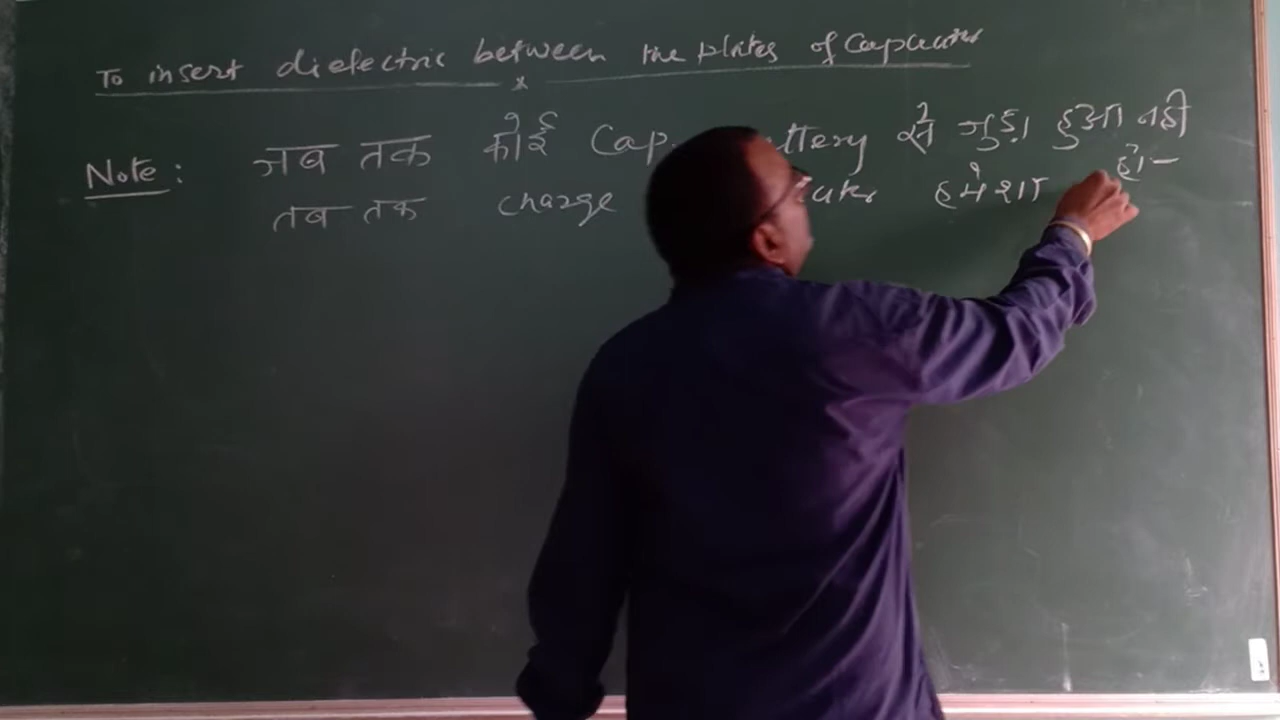 To insert dielectric between the plates of Capacitor
Note: जब तक कोई Cap. ttery से जुड़ा हुआ नही
हो-
तब तक charge हमेशा